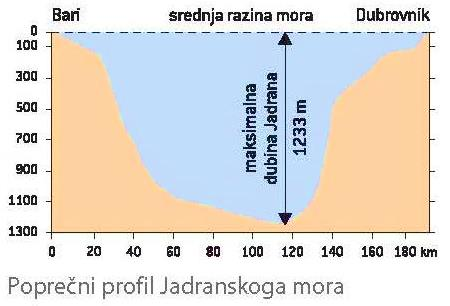 Bari srednja razina mora Dubrovnik
0
100
300
500
700
900
1100
1300
maksimalna
dubina Jadrana
1233 m
0 20 40 60 80 100 120 140 160 180 km
Poprečni profil Jadranskoga mora